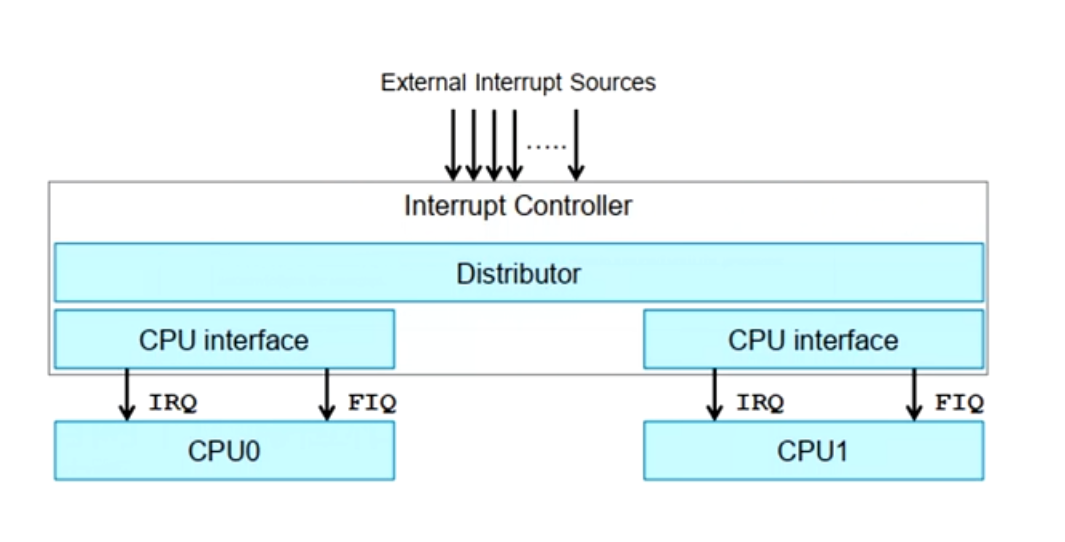 External Interrupt Sources
.....
Interrupt Controller
Distributor
CPU interface
CPU interface
IRQ
FIQ
IRQ
FIQ
CPU0
CPU1